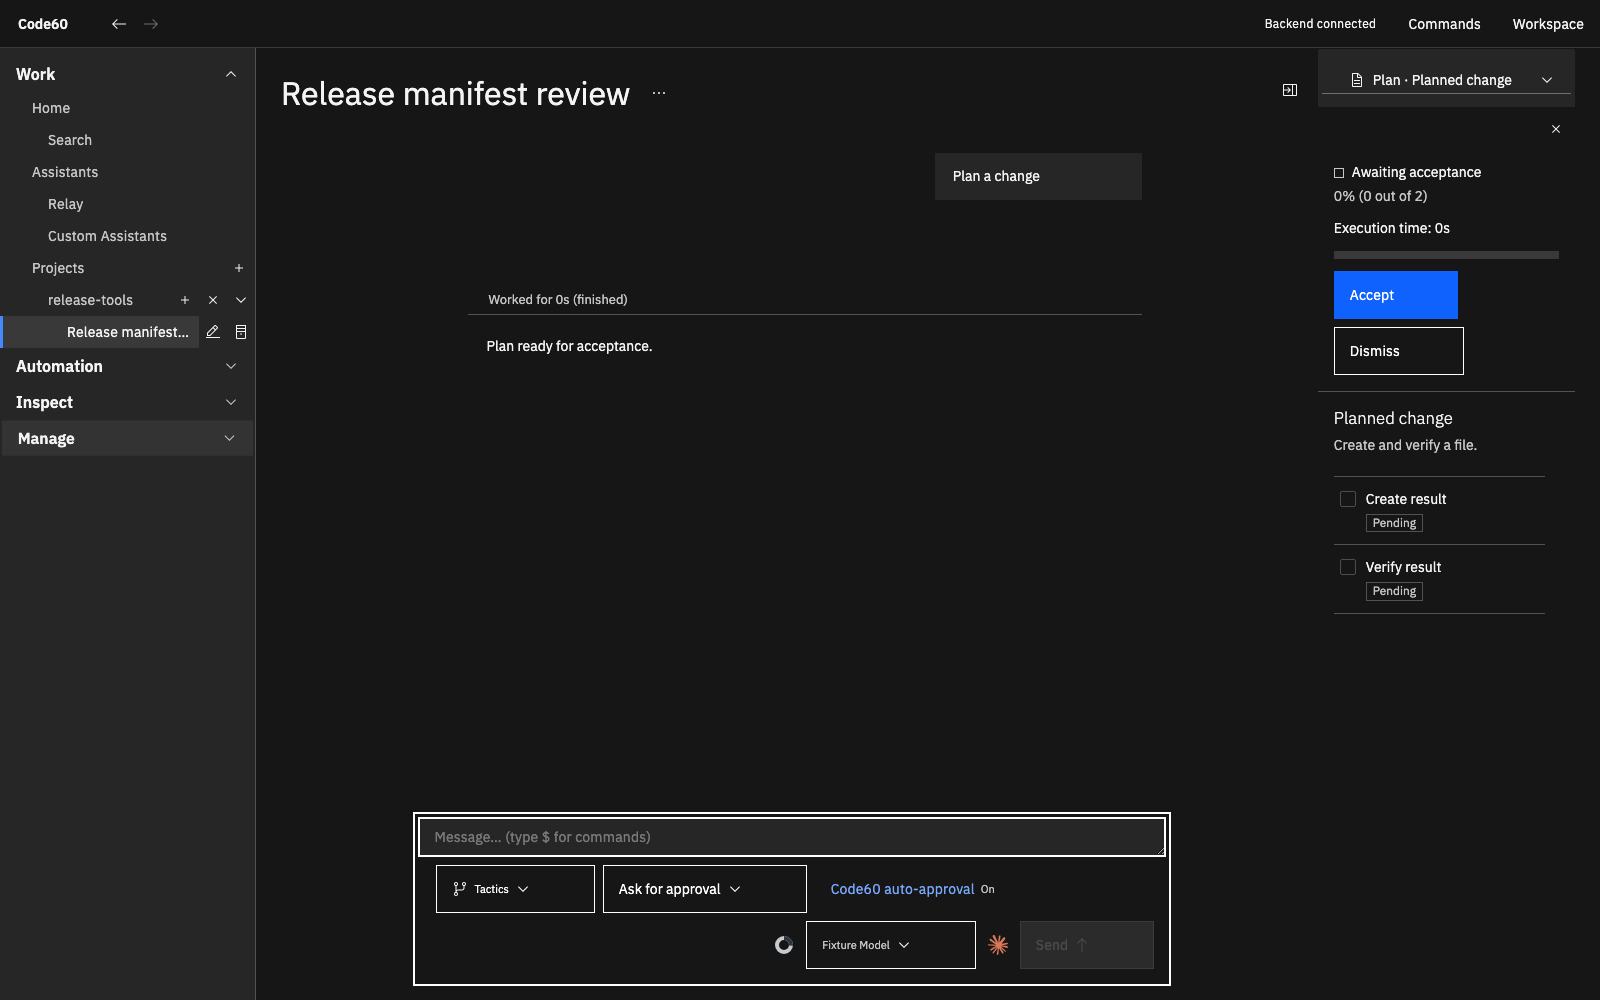 Code60
Backend connected
Commands
Workspace
Work
Home
Search
Assistants
Relay
Custom Assistants
Projects
release-tools
Release manifest...
Automation
Inspect
Manage
Release manifest review
Plan a change
Worked for 0s (finished)
Plan ready for acceptance.
Message... (type $ for commands)
Tactics
Ask for approval
Code60 auto-approval On
Fixture Model
Send
Plan · Planned change
Awaiting acceptance
0% (0 out of 2)
Execution time: 0s
Accept
Dismiss
Planned change
Create and verify a file.
Create result
Pending
Verify result
Pending